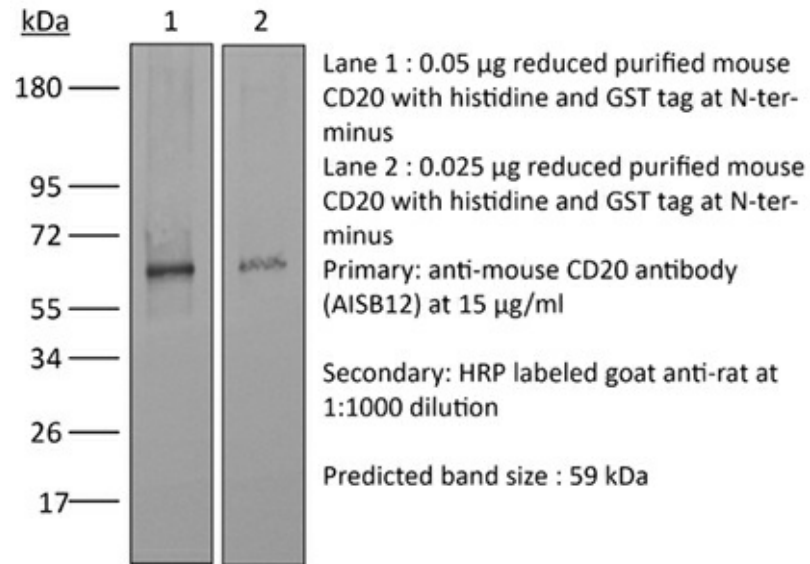 kDa 1 2
180
95
72
55
34
26
17
Lane 1 : 0.05 µg reduced purified mouse
CD20 with histidine and GST tag at N-ter-
minus
Lane 2 : 0.025 µg reduced purified mouse
CD20 with histidine and GST tag at N-ter-
minus
Primary: anti-mouse CD20 antibody
(AISB12) at 15 µg/ml
Secondary: HRP labeled goat anti-rat at
1:1000 dilution
Predicted band size : 59 kDa